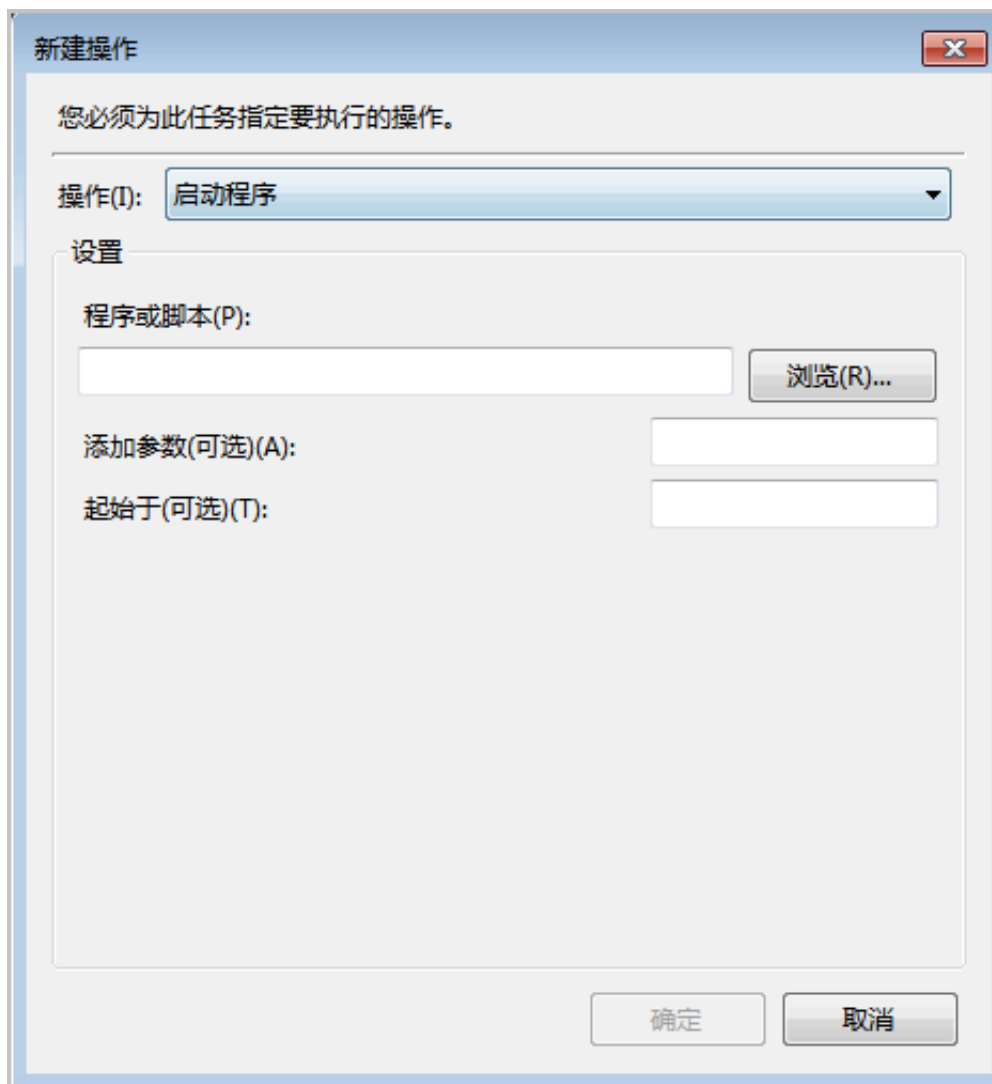 新建操作
您必须为此任务指定要执行的操作。
操作(I): 启动程序
设置
程序或脚本(P):
浏览(R)...
添加参数(可选)(A):
起始于(可选)(T):
确定 取消